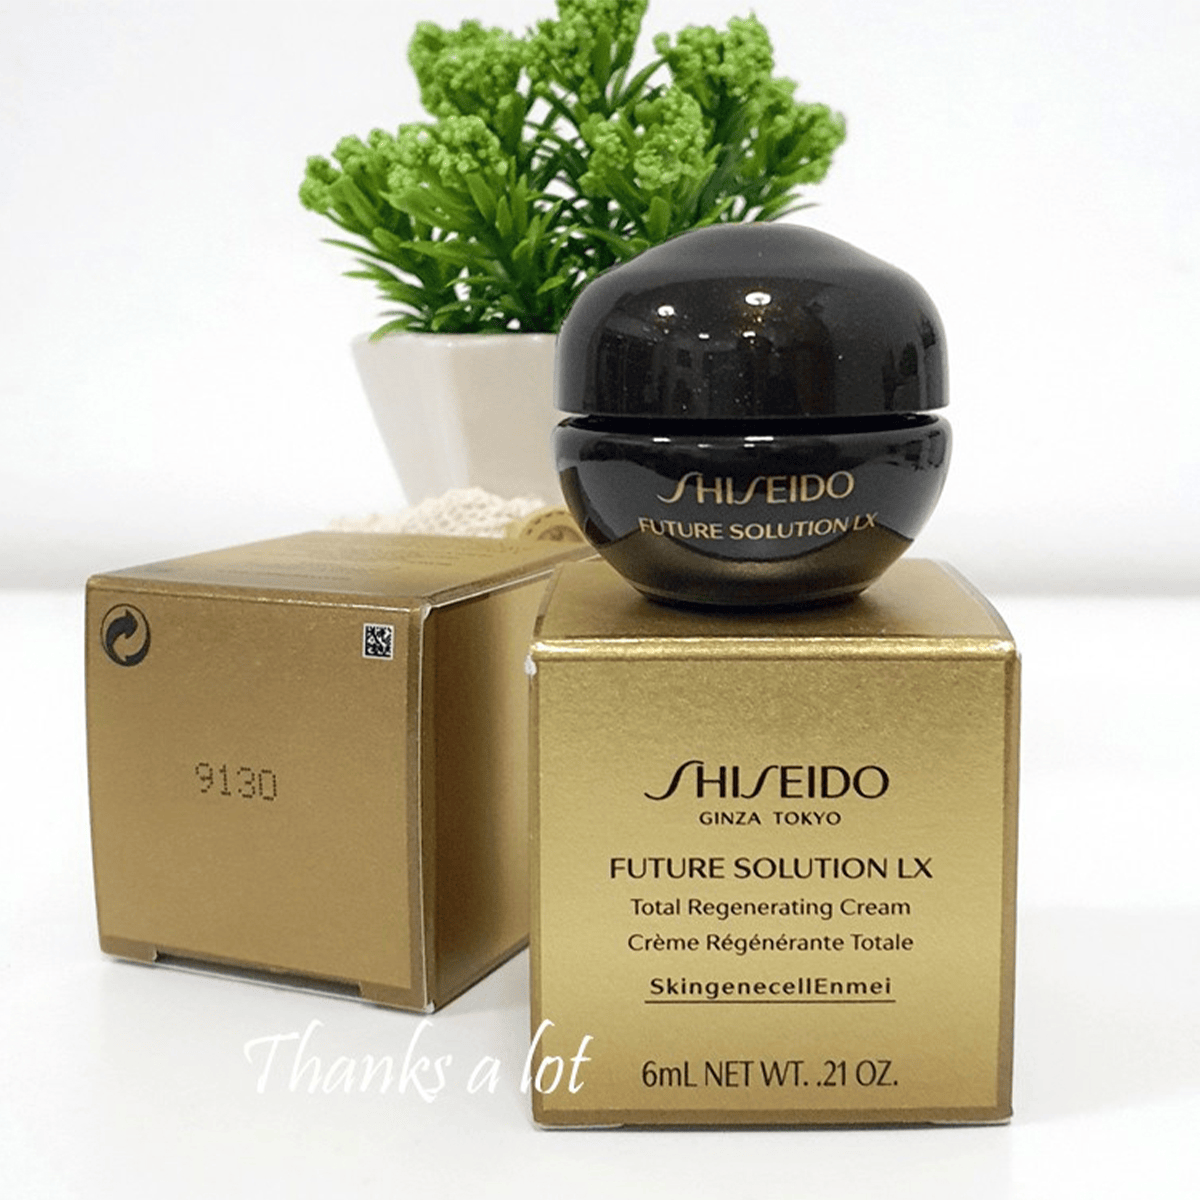 SHISEIDO
FUTURE SOLUTION LX
9130
SHISEIDO
GINZA TOKYO
FUTURE SOLUTION LX
Total Regenerating Cream
Crème Régénérante Totale
SkingenecellEnmei
6mL NET WT. .21 OZ.
Thanks a lot